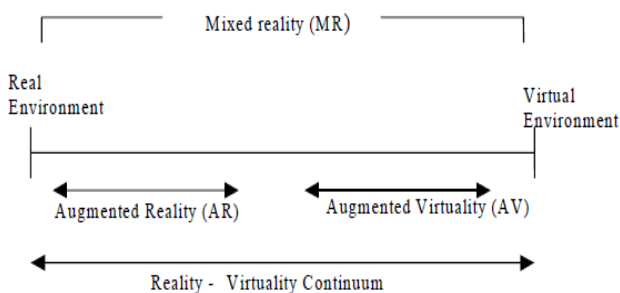 Mixed reality (MR)
Real
Environment
Virtual
Environment
Augmented Reality (AR)
Augmented Virtuality (AV)
Reality - Virtuality Continuum